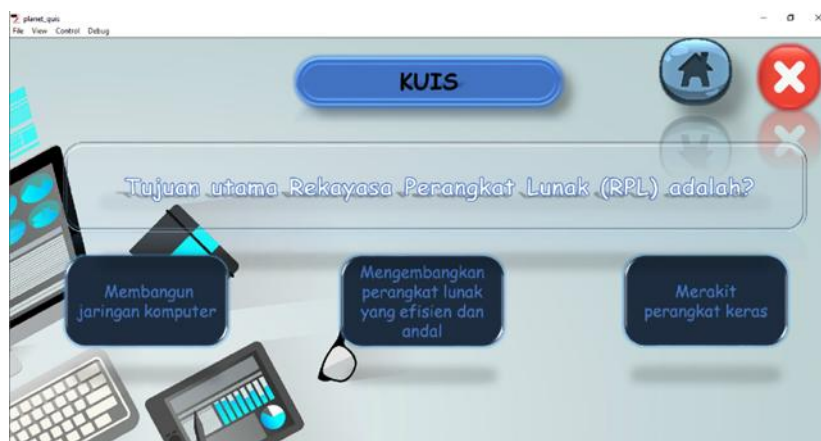 planet_quis
File View Control Debug
KUIS
Tujuan utama Rekayasa Perangkat Lunak (RPL) adalah?
Membangun
jaringan komputer
Mengembangkan
perangkat lunak
yang efisien dan
andal
Merakit
perangkat keras